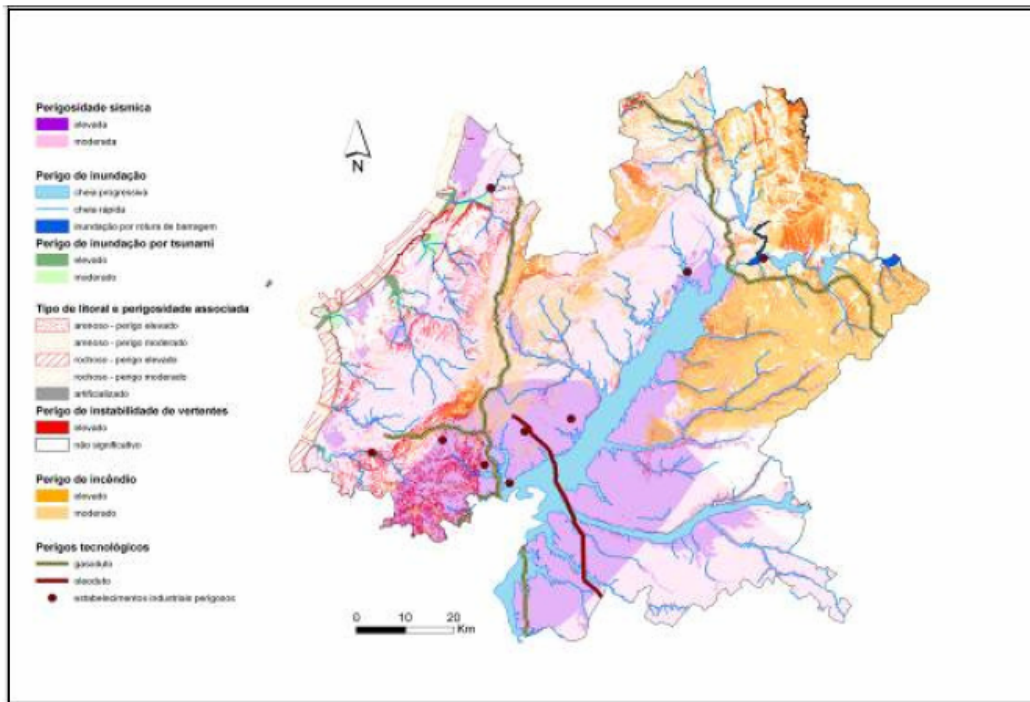 Perigosidade sísmica
elevada
moderada
Perigo de inundação
cheia progressiva
cheia rápida
inundação por rotura de barragem
Perigo de inundação por tsunami
elevado
moderado
Tipo de litoral e perigosidade associada
arenoso - perigo elevado
arenoso - perigo moderado
rochoso - perigo elevado
rochoso - perigo moderado
artificializado
Perigo de instabilidade de vertentes
elevado
não significativo
Perigo de incêndio
elevado
moderado
Perigos tecnológicos
gasoduto
oleoduto
estabelecimentos industriais perigosos
N
0 10 20
Km